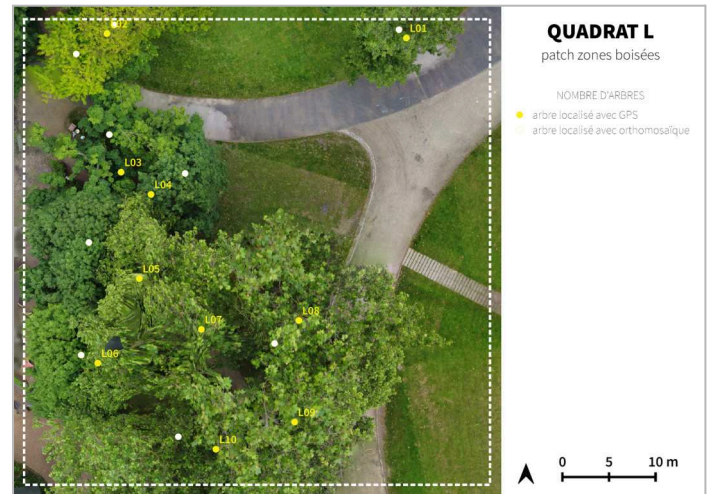 QUADRAT L
patch zones boisées
NOMBRE D'ARBRES
arbre localisé avec GPS
arbre localisé avec orthomosaïque
L01
L02
L03
L04
L05
L06
L07
L08
L09
L10
0 5 10 m